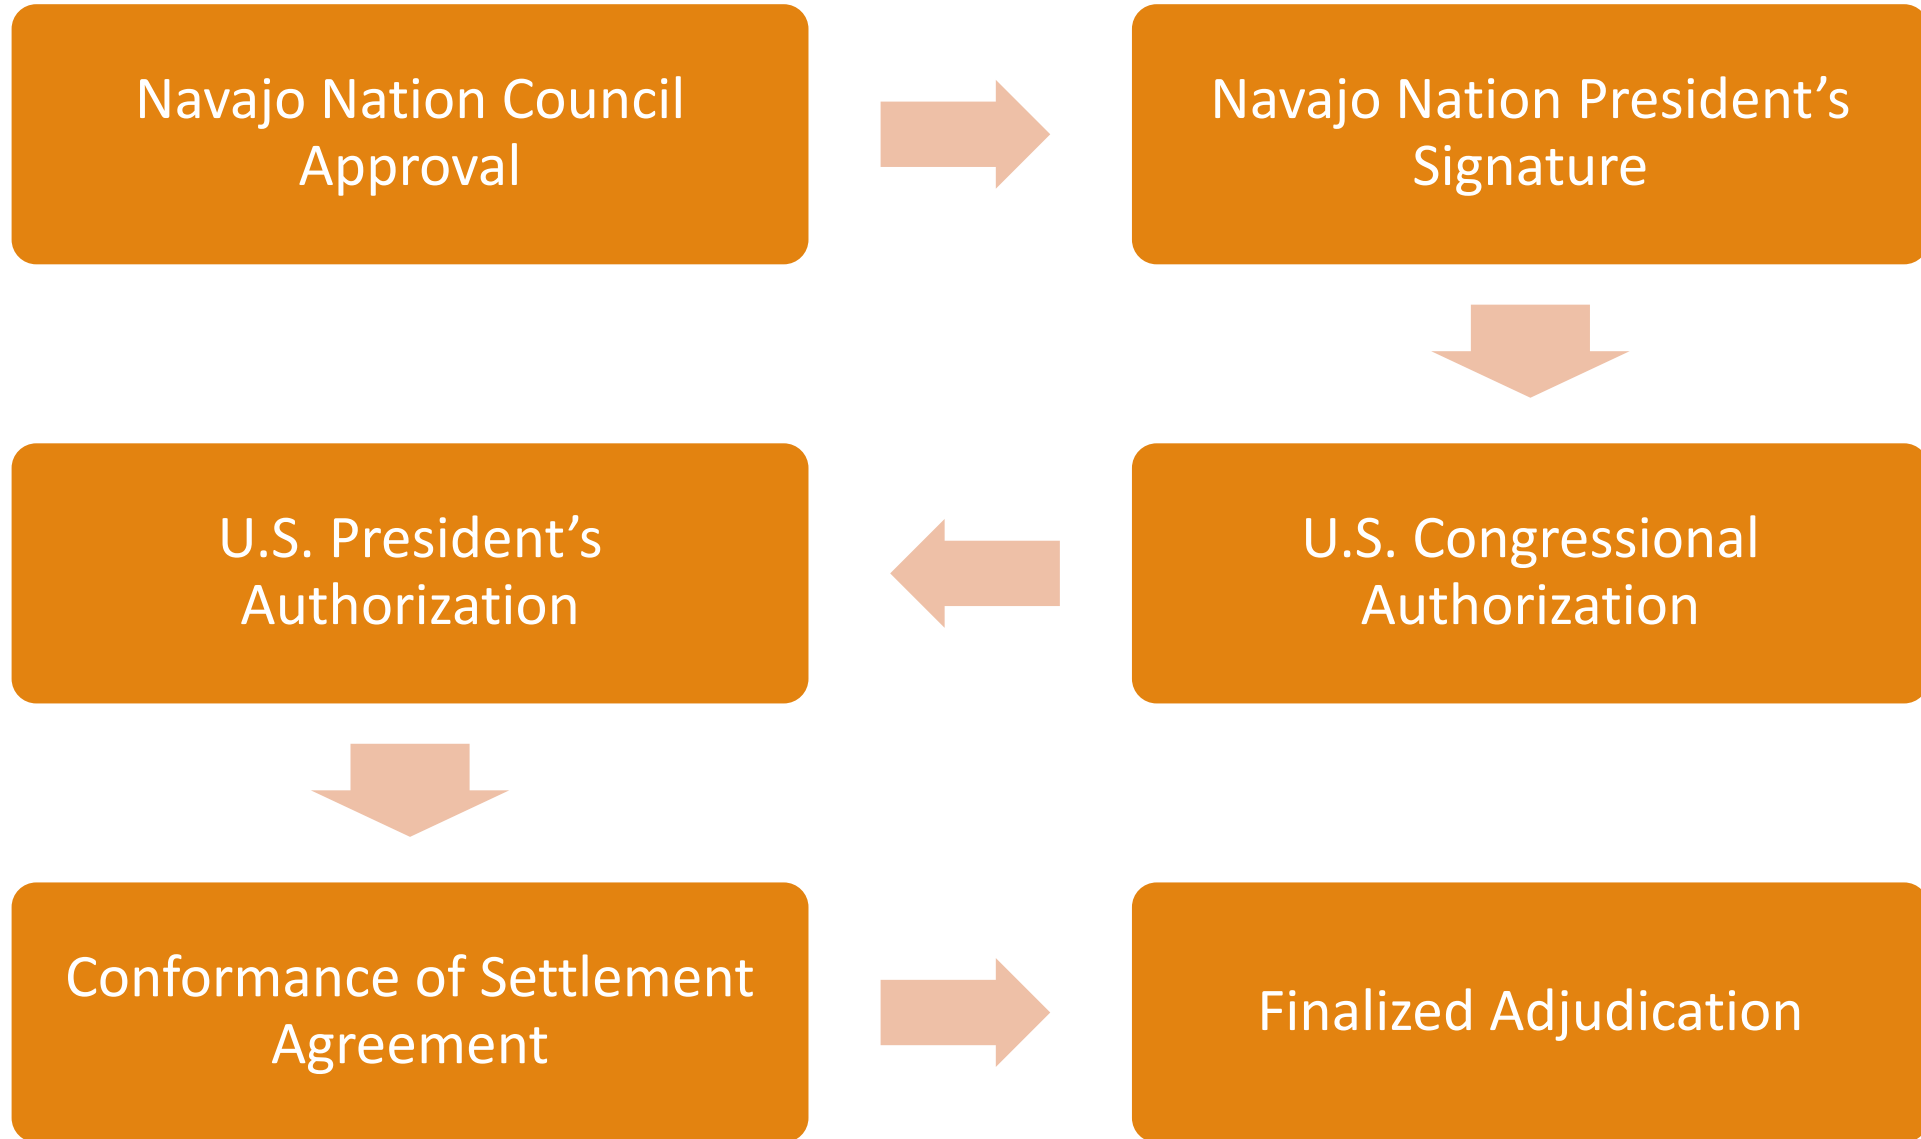 Navajo Nation Council
Approval
Navajo Nation President’s
Signature
U.S. President’s
Authorization
U.S. Congressional
Authorization
Conformance of Settlement
Agreement
Finalized Adjudication